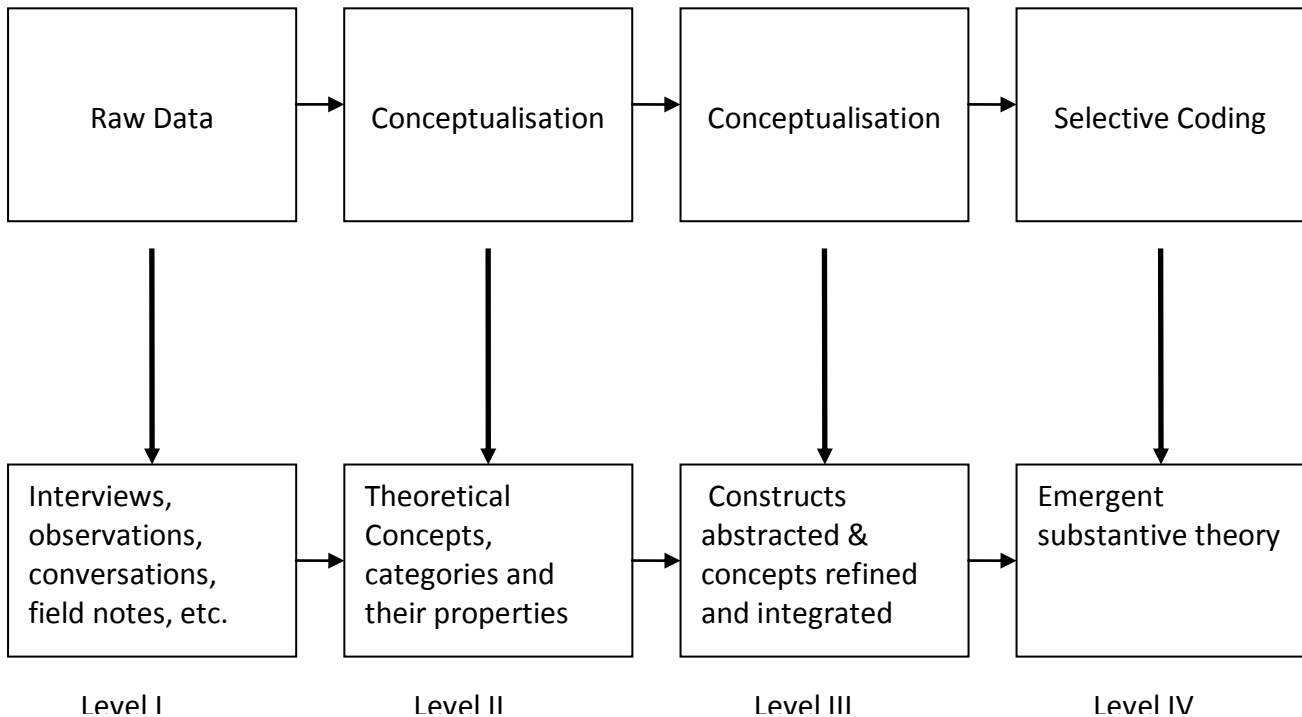 Raw Data
Conceptualisation
Conceptualisation
Selective Coding
Interviews,
observations,
conversations,
field notes, etc.
Theoretical
Concepts,
categories and
their properties
Constructs
abstracted &
concepts refined
and integrated
Emergent
substantive theory
Level I
Level II
Level III
Level IV